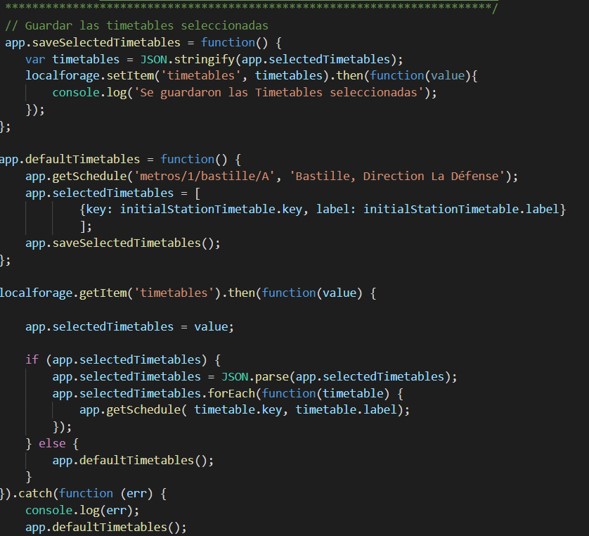 ***********************************************************************/
// Guardar las timetables seleccionadas
app.saveSelectedTimetables = function() {
    var timetables = JSON.stringify(app.selectedTimetables);
    localforage.setItem('timetables', timetables).then(function(value){
        console.log('Se guardaron las Timetables seleccionadas');
    });
};

app.defaultTimetables = function() {
    app.getSchedule('metros/1/bastille/A', 'Bastille, Direction La Défense');
    app.selectedTimetables = [
            {key: initialStationTimetable.key, label: initialStationTimetable.label}
            ];
    app.saveSelectedTimetables();
};

localforage.getItem('timetables').then(function(value) {

    app.selectedTimetables = value;

    if (app.selectedTimetables) {
        app.selectedTimetables = JSON.parse(app.selectedTimetables);
        app.selectedTimetables.forEach(function(timetable) {
            app.getSchedule( timetable.key, timetable.label);
        });
    } else {
        app.defaultTimetables();
    }
}).catch(function (err) {
    console.log(err);
    app.defaultTimetables();